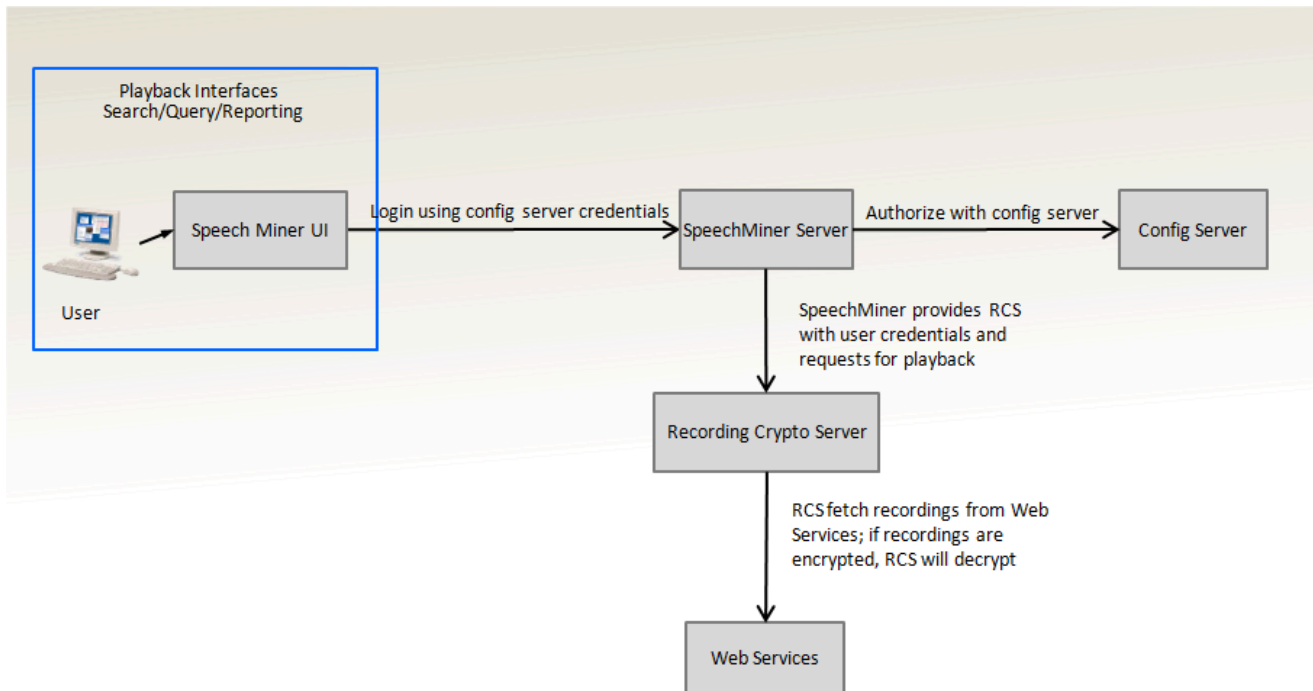 Playback Interfaces
Search/Query/Reporting
User
Speech Miner UI
Login using config server credentials
SpeechMiner Server
Authorize with config server
Config Server
SpeechMiner provides RCS
with user credentials and
requests for playback
Recording Crypto Server
RCS fetch recordings from Web
Services; if recordings are
encrypted, RCS will decrypt
Web Services